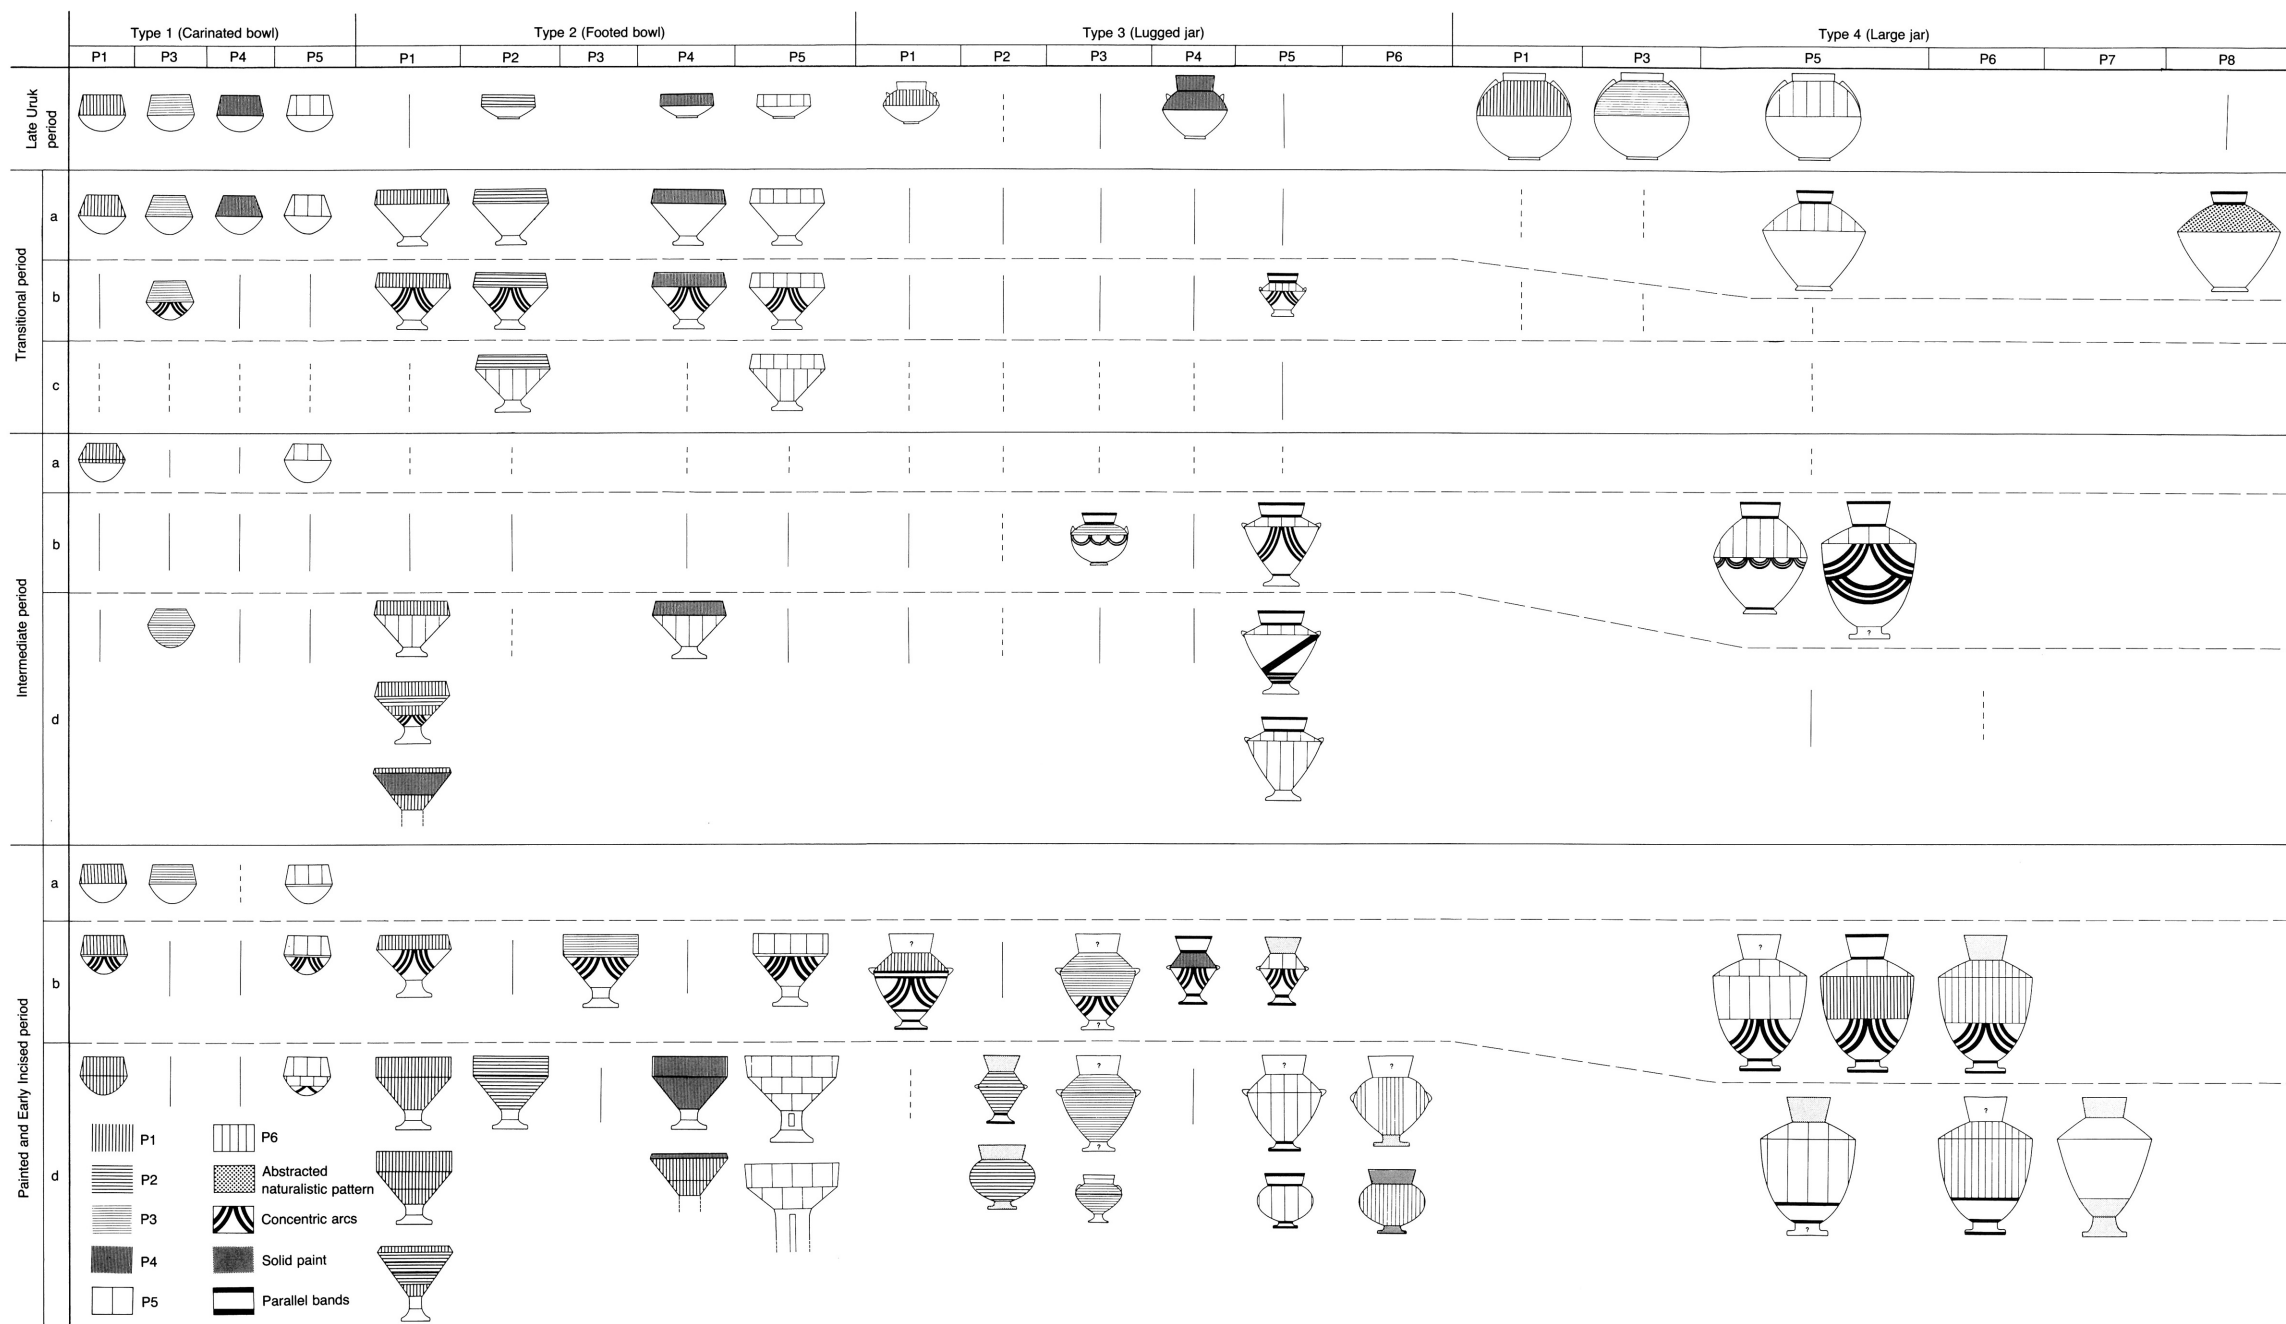 Type 1 (Carinated bowl) Type 2 (Footed bowl) Type 3 (Lugged jar) Type 4 (Large jar)
P1 P3 P4 P5 P1 P2 P3 P4 P5 P1 P2 P3 P4 P5 P6 P1 P3 P5 P6 P7 P8
Late Uruk
period
Transitional period
a
b
c
Intermediate period
a
b
?
d
Painted and Early Incised period
a
b
? ? ?
?
d
? ? ? ?
?
?
P1
P2
P3
P4
P5
P6
Abstracted
naturalistic pattern
Concentric arcs
Solid paint
Parallel bands